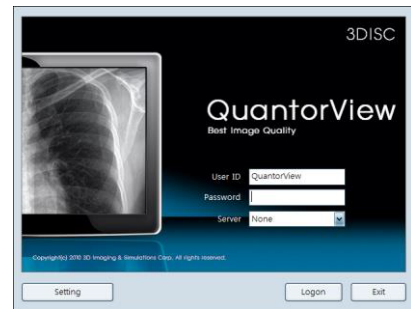 3DISC
QuantorView
Best Image Quality
User ID QuantorView
Password
Server None
Copyright(c) 2010 3D Imaging & Simulations Corp. All rights reserved.
Setting Logon Exit